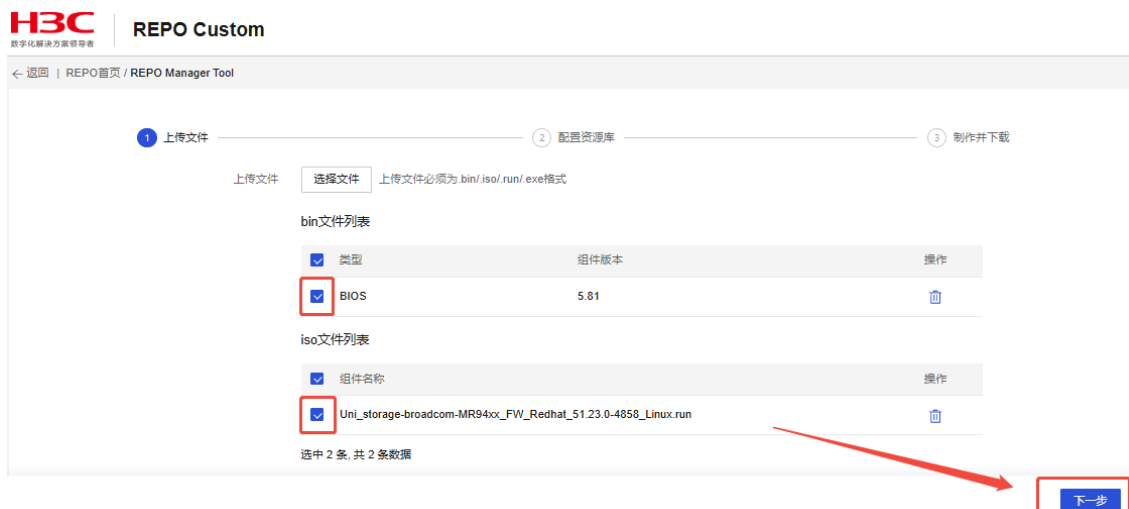 H3C
数字化解决方案领导者
REPO Custom
← 返回 | REPO首页 / REPO Manager Tool
1 上传文件 2 配置资源库 3 制作并下载
上传文件 选择文件 上传文件必须为.bin/.iso/.run/.exe格式
bin文件列表
类型 组件版本 操作
BIOS 5.81
iso文件列表
组件名称 操作
Uni_storage-broadcom-MR94xx_FW_Redhat_51.23.0-4858_Linux.run
选中 2 条, 共 2 条数据
下一步